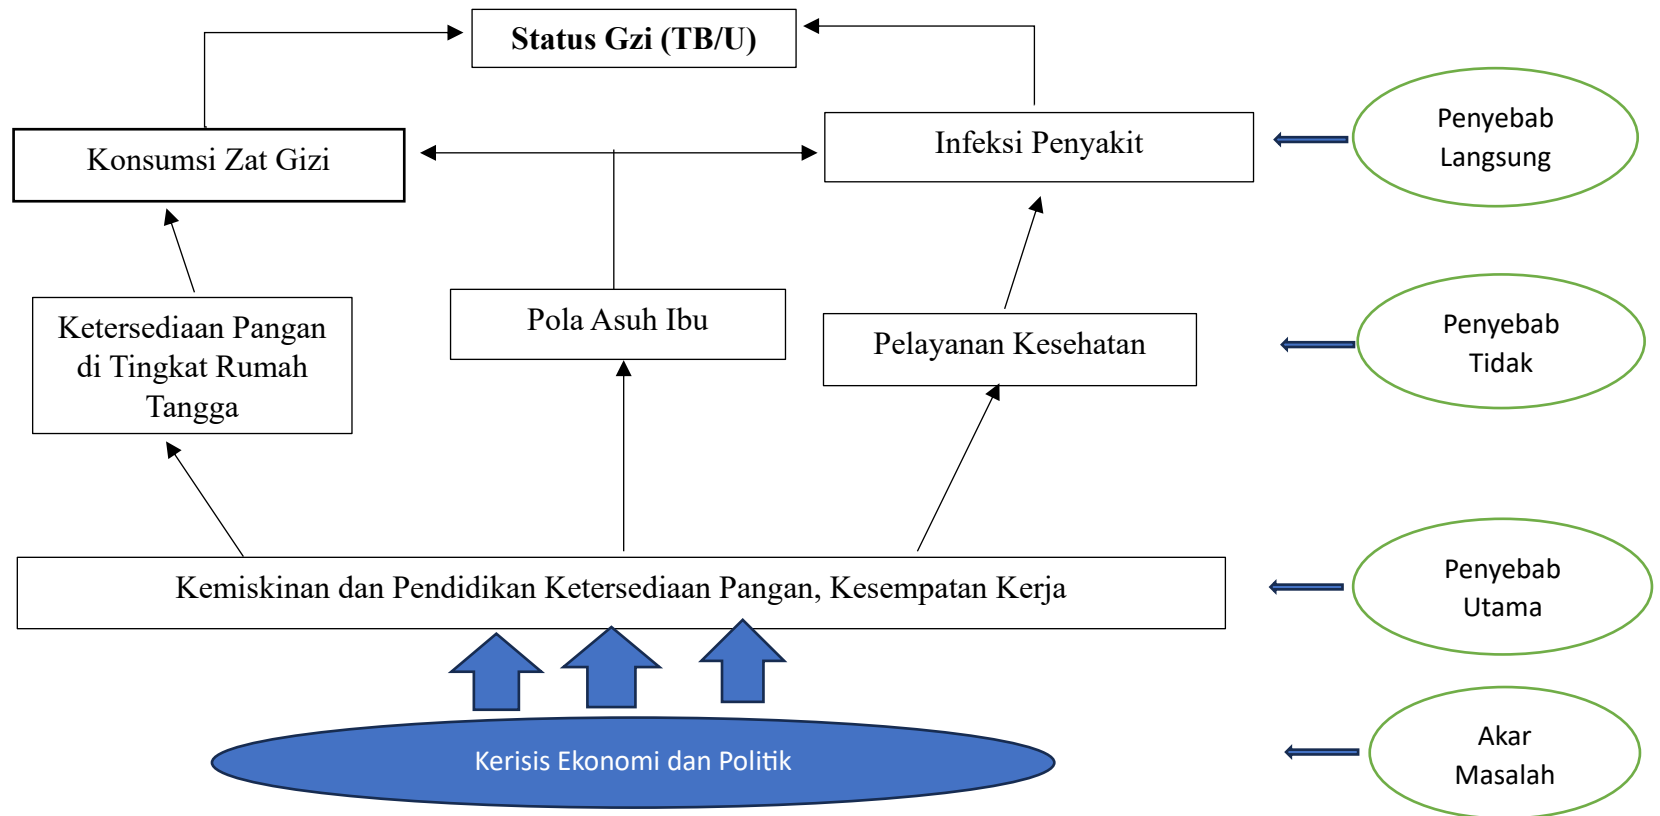 Status Gzi (TB/U)
Konsumsi Zat Gizi
Infeksi Penyakit
Penyebab
Langsung
Ketersediaan Pangan
di Tingkat Rumah
Tangga
Pola Asuh Ibu
Pelayanan Kesehatan
Penyebab
Tidak
Kemiskinan dan Pendidikan Ketersediaan Pangan, Kesempatan Kerja
Penyebab
Utama
Kerisis Ekonomi dan Politik
Akar
Masalah